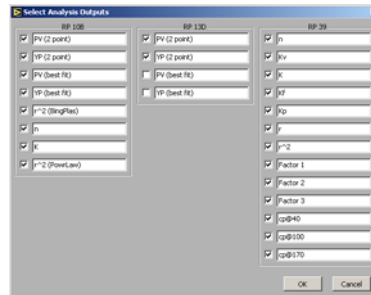 Select Analysis Outputs
RP 10B
PV (2 point)
YP (2 point)
PV (best fit)
YP (best fit)
r^2 (BingPlas)
n
K
r^2 (PowrLaw)
RP 13D
PV (2 point)
YP (2 point)
PV (best fit)
YP (best fit)
RP 39
n
Kv
K
Kf
Kp
r
r^2
Factor 1
Factor 2
Factor 3
cp@40
cp@100
cp@170
OK
Cancel